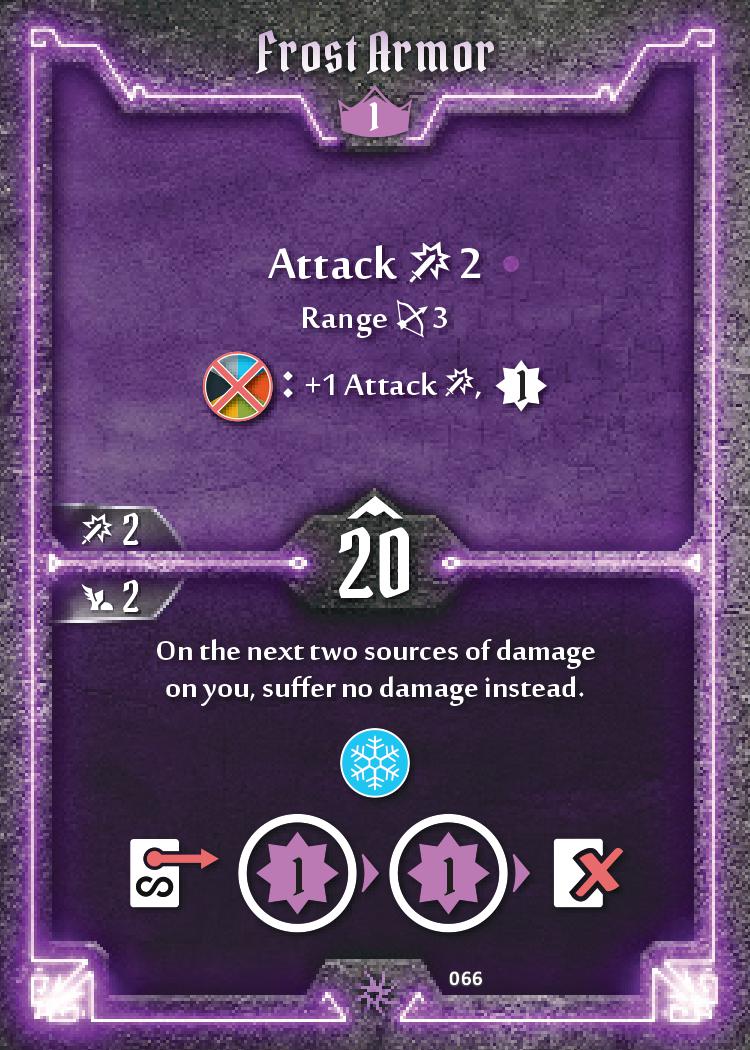 Frost Armor
1
Attack 2
Range 3
: +1 Attack , 1
2
20
2
On the next two sources of damage
on you, suffer no damage instead.
S 1 1
066